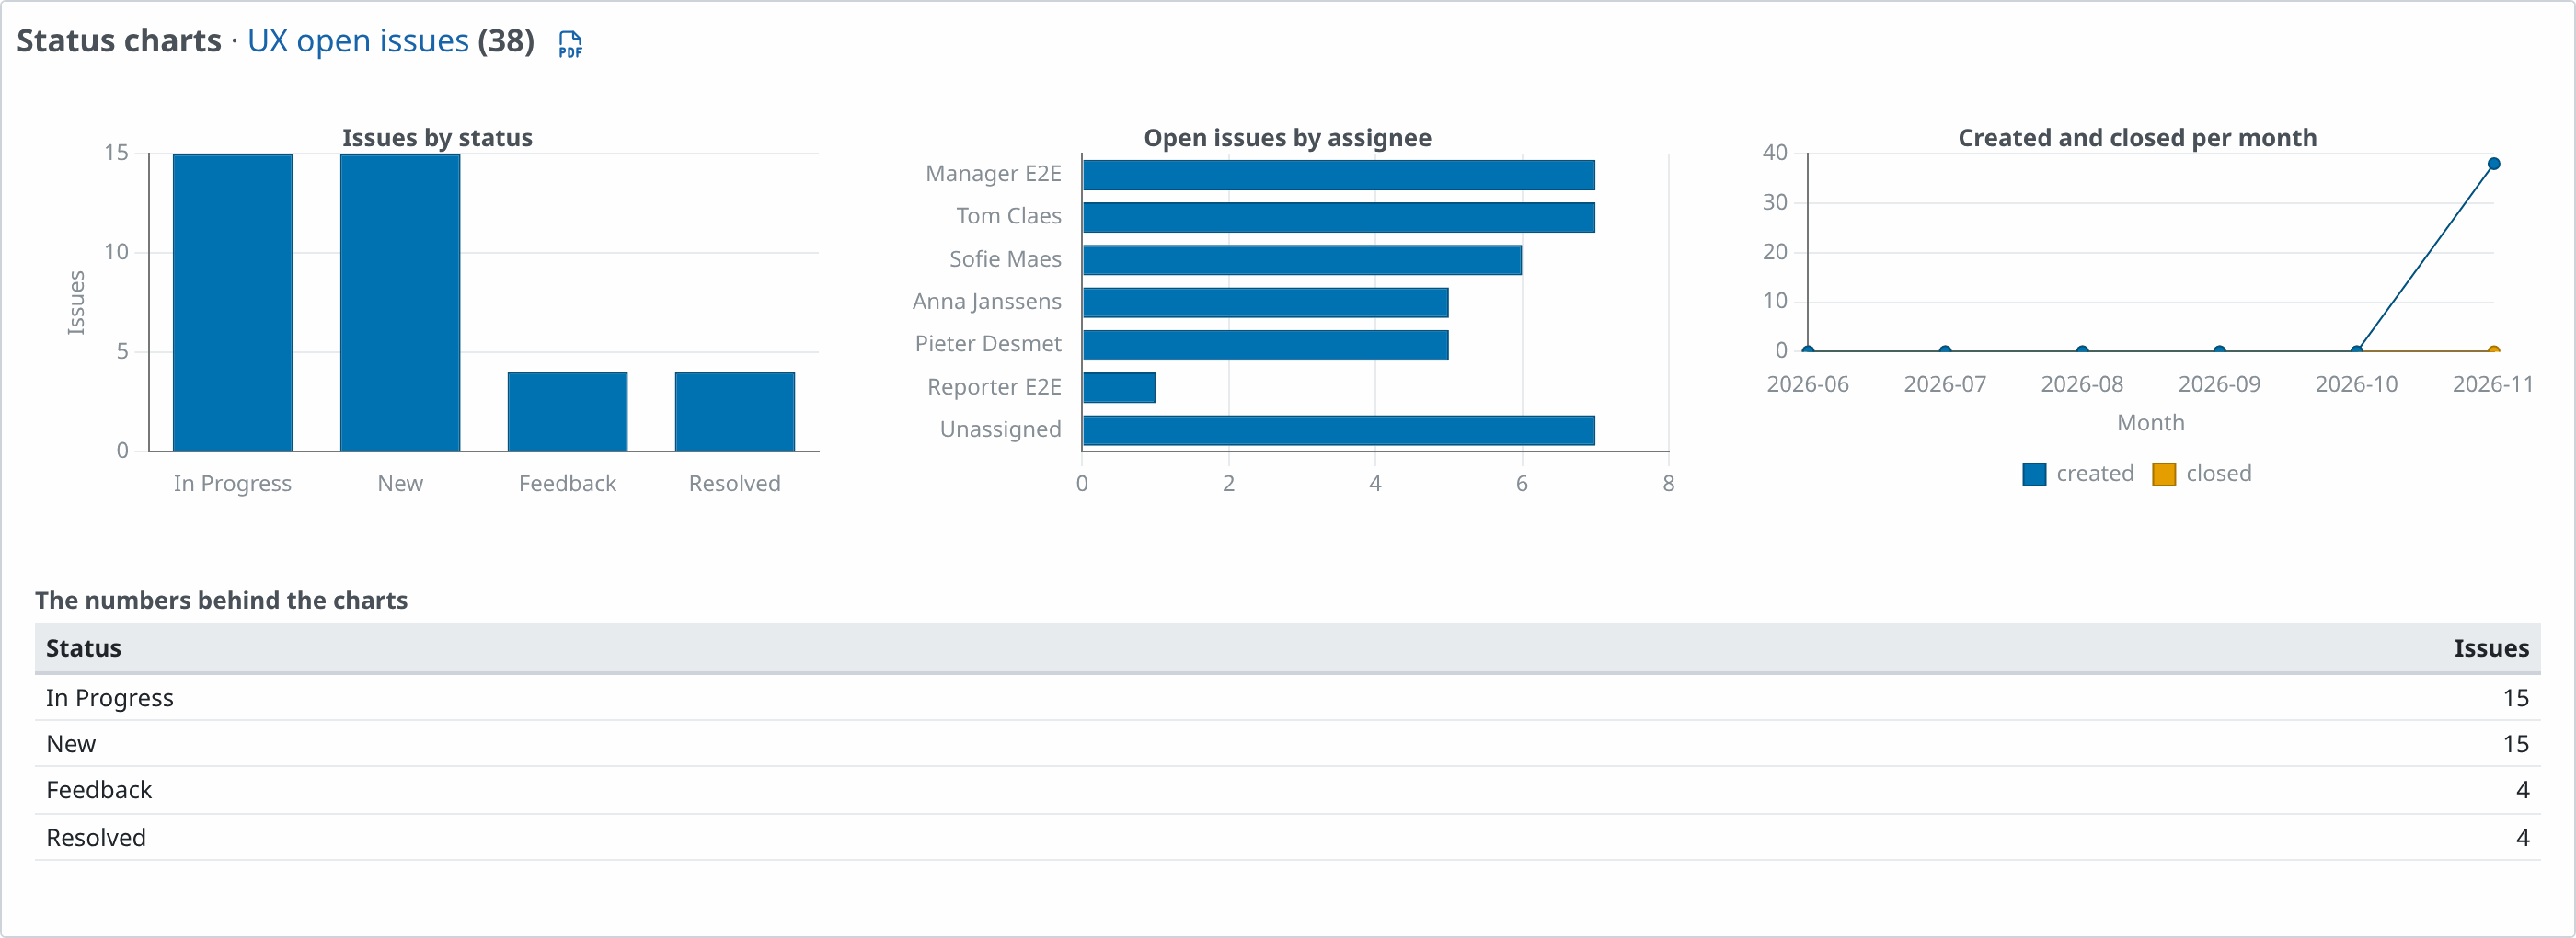 Status charts · UX open issues (38) PDF
Issues by status
15
10
5
0
Issues
In Progress New Feedback Resolved
Open issues by assignee
Manager E2E
Tom Claes
Sofie Maes
Anna Janssens
Pieter Desmet
Reporter E2E
Unassigned
0 2 4 6 8
Created and closed per month
40
30
20
10
0
2026-06 2026-07 2026-08 2026-09 2026-10 2026-11
Month
created closed
The numbers behind the charts
Status Issues
In Progress 15
New 15
Feedback 4
Resolved 4